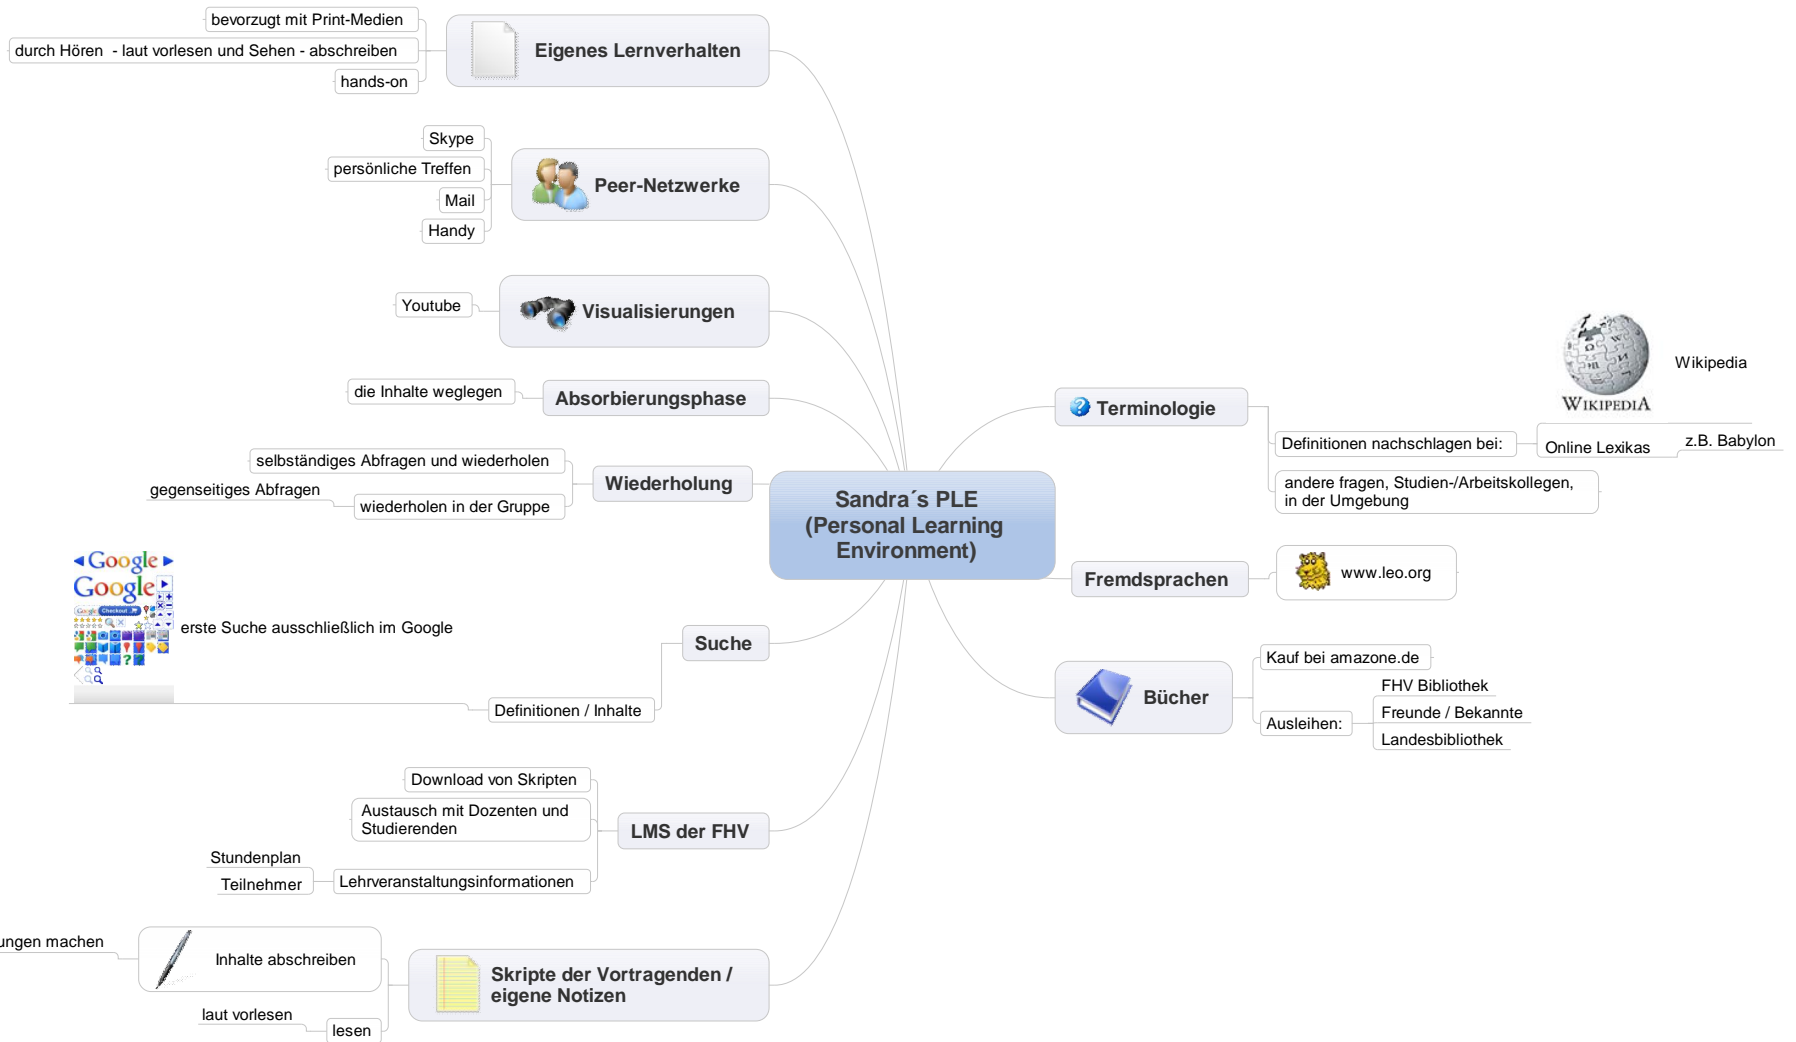 bevorzugt mit Print-Medien
durch Hören - laut vorlesen und Sehen - abschreiben
hands-on
Eigenes Lernverhalten
Skype
persönliche Treffen
Mail
Handy
Peer-Netzwerke
Youtube
Visualisierungen
die Inhalte weglegen
Absorbierungsphase
selbständiges Abfragen und wiederholen
gegenseitiges Abfragen
wiederholen in der Gruppe
Wiederholung
Google
Google
Google Checkout
erste Suche ausschließlich im Google
Definitionen / Inhalte
Suche
Download von Skripten
Austausch mit Dozenten und
Studierenden
Stundenplan
Teilnehmer
Lehrveranstaltungsinformationen
LMS der FHV
machen
Inhalte abschreiben
laut vorlesen
lesen
Skripte der Vortragenden /
eigene Notizen
Sandra´s PLE
(Personal Learning
Environment)
Terminologie
Definitionen nachschlagen bei:
WIKIPEDIA
Wikipedia
Online Lexikas
z.B. Babylon
andere fragen, Studien-/Arbeitskollegen,
in der Umgebung
Fremdsprachen
www.leo.org
Bücher
Kauf bei amazone.de
Ausleihen:
FHV Bibliothek
Freunde / Bekannte
Landesbibliothek